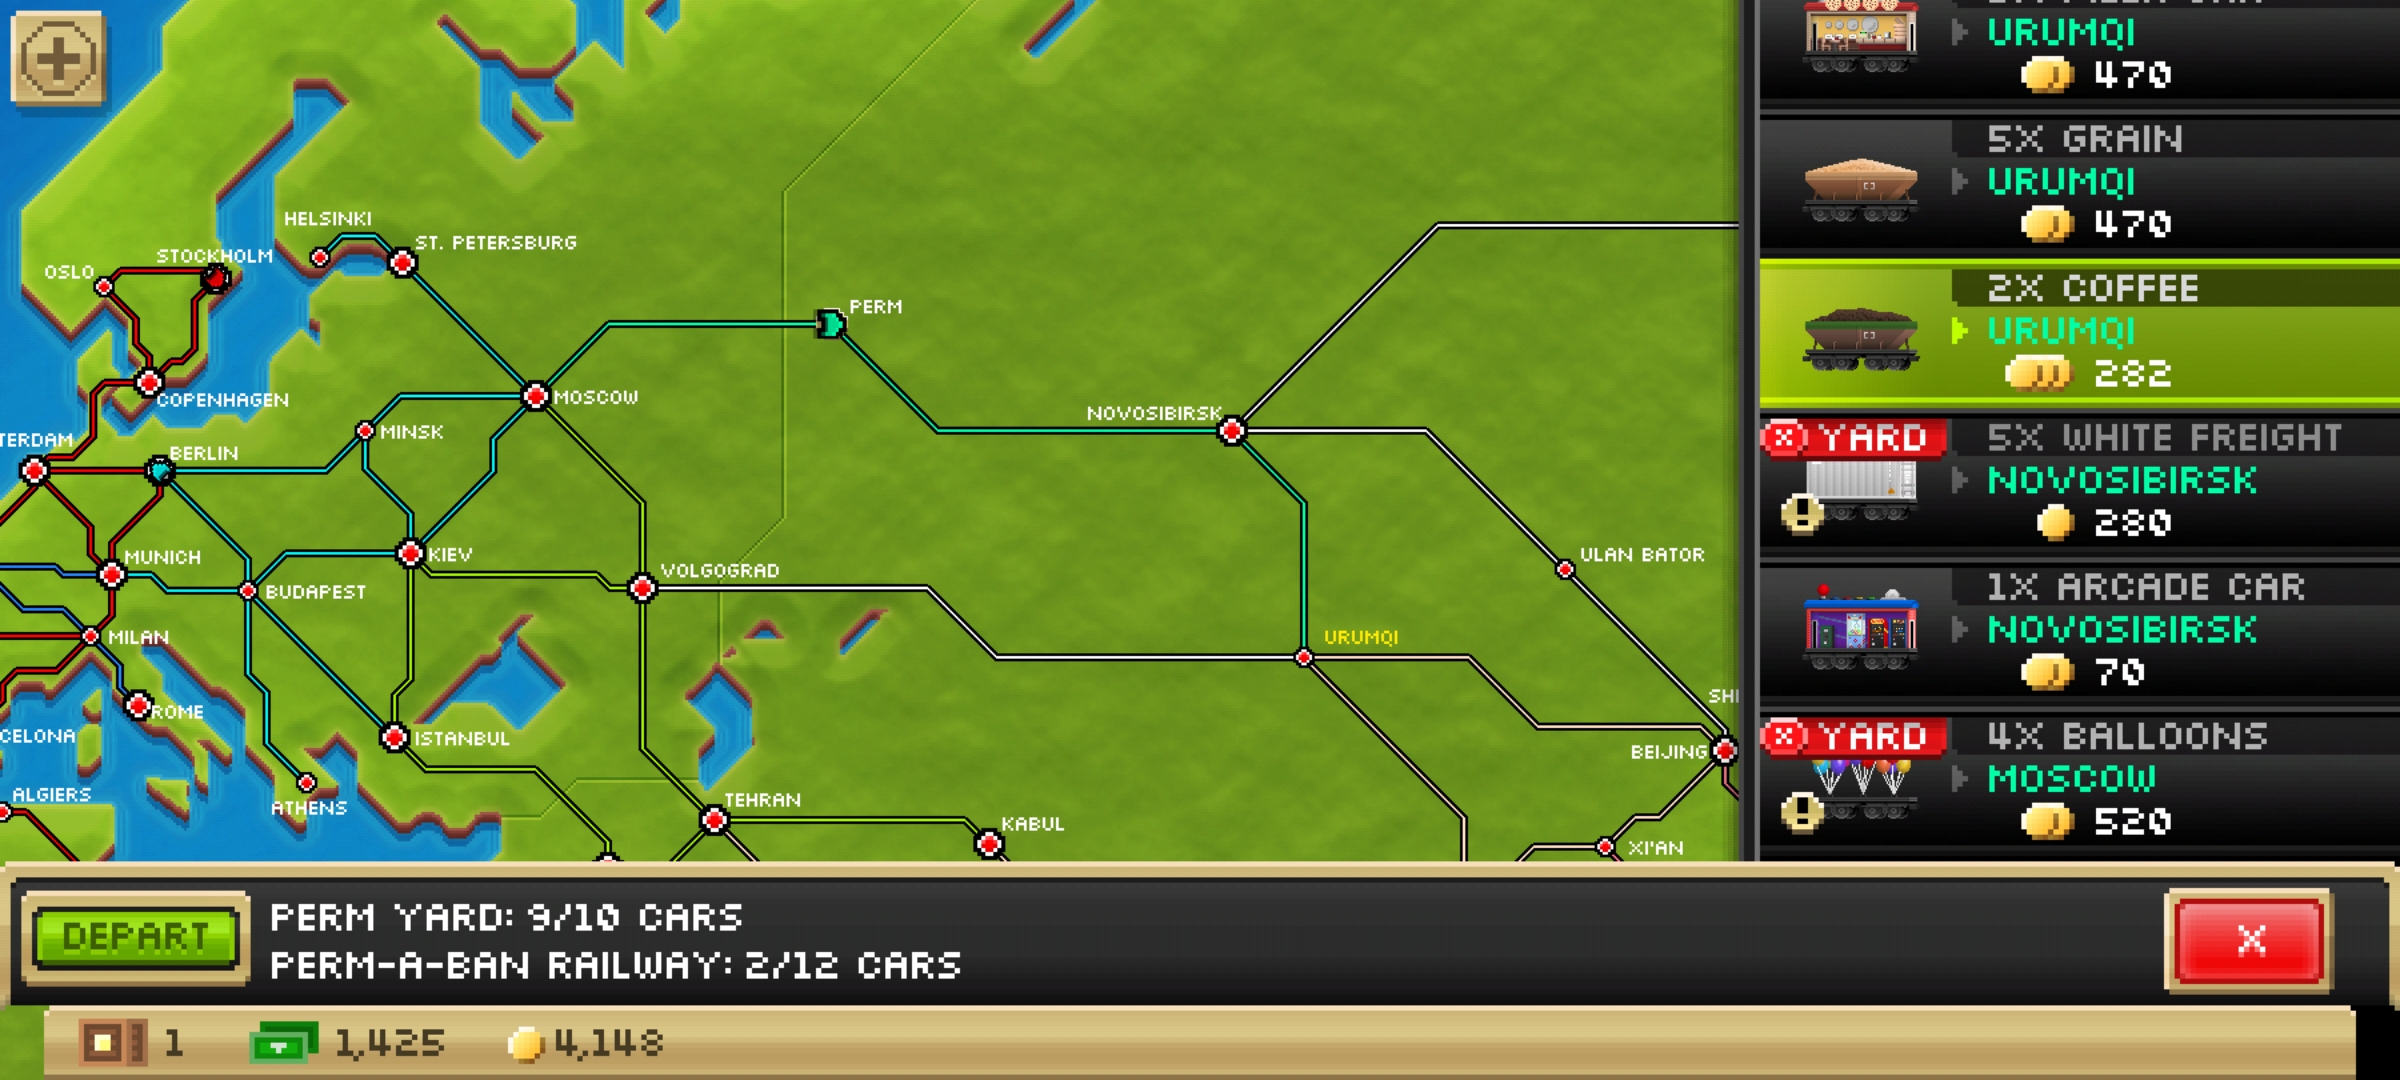 URUMQI
470
5X GRAIN
URUMQI
470
2X COFFEE
URUMQI
282
YARD
5X WHITE FREIGHT
NOVOSIBIRSK
280
1X ARCADE CAR
NOVOSIBIRSK
70
YARD
4X BALLOONS
MOSCOW
520
HELSINKI
ST. PETERSBURG
STOCKHOLM
OSLO
PERM
COPENHAGEN
MOSCOW
NOVOSIBIRSK
MINSK
TERDAM
BERLIN
MUNICH
KIEV
VOLGOGRAD
ULAN BATOR
BUDAPEST
MILAN
URUMQI
SH
ROME
CELONA
ISTANBUL
BEIJING
ALGIERS
ATHENS
TEHRAN
KABUL
XI'AN
DEPART
PERM YARD: 9/10 CARS
PERM-A-BAN RAILWAY: 2/12 CARS
X
1
1,425
4,148